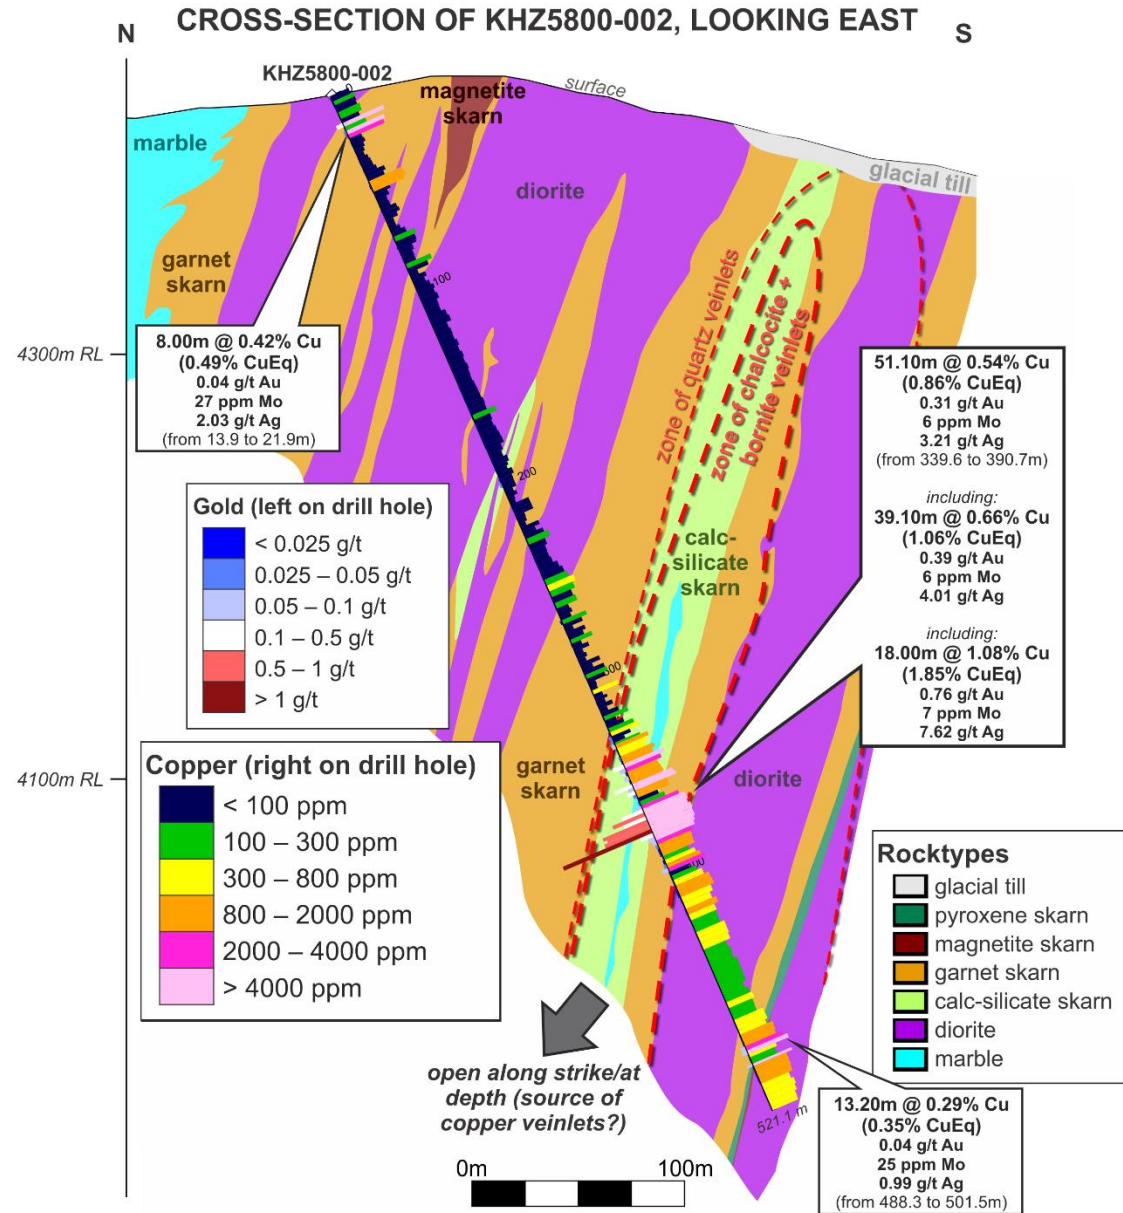 CROSS-SECTION OF KHZ5800-002, LOOKING EAST
N
S
KHZ5800-002
0
surface
magnetite
skarn
marble
glacial till
diorite
garnet
skarn
100
zone of quartz veinlets
zone of chalcocite +
bornite veinlets
4300m RL
8.00m @ 0.42% Cu
(0.49% CuEq)
0.04 g/t Au
27 ppm Mo
2.03 g/t Ag
(from 13.9 to 21.9m)
51.10m @ 0.54% Cu
(0.86% CuEq)
0.31 g/t Au
6 ppm Mo
3.21 g/t Ag
(from 339.6 to 390.7m)
including:
39.10m @ 0.66% Cu
(1.06% CuEq)
0.39 g/t Au
6 ppm Mo
4.01 g/t Ag
including:
18.00m @ 1.08% Cu
(1.85% CuEq)
0.76 g/t Au
7 ppm Mo
7.62 g/t Ag
200
Gold (left on drill hole)
< 0.025 g/t
0.025 – 0.05 g/t
0.05 – 0.1 g/t
0.1 – 0.5 g/t
0.5 – 1 g/t
> 1 g/t
calc-
silicate
skarn
4100m RL
Copper (right on drill hole)
< 100 ppm
100 – 300 ppm
300 – 800 ppm
800 – 2000 ppm
2000 – 4000 ppm
> 4000 ppm
garnet
skarn
diorite
Rocktypes
glacial till
pyroxene skarn
magnetite skarn
garnet skarn
calc-silicate skarn
diorite
marble
open along strike/at
depth (source of
copper veinlets?)
521.1 m
13.20m @ 0.29% Cu
(0.35% CuEq)
0.04 g/t Au
25 ppm Mo
0.99 g/t Ag
(from 488.3 to 501.5m)
0m
100m